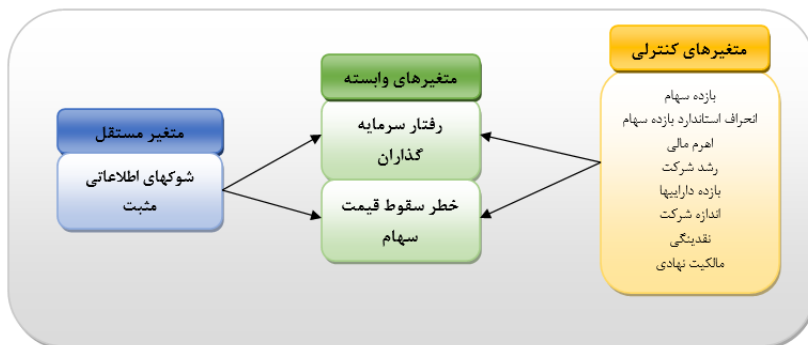 متغیرهای کنترلی
بازده سهام
انحراف استاندارد بازده سهام
اهرم مالی
رشد شرکت
بازده داراییها
اندازه شرکت
نقدینگی
مالکیت نهادی
متغیرهای وابسته
رفتار سرمایه
گذاران
خطر سقوط قیمت
سهام
متغیر مستقل
شوکهای اطلاعاتی
مثبت